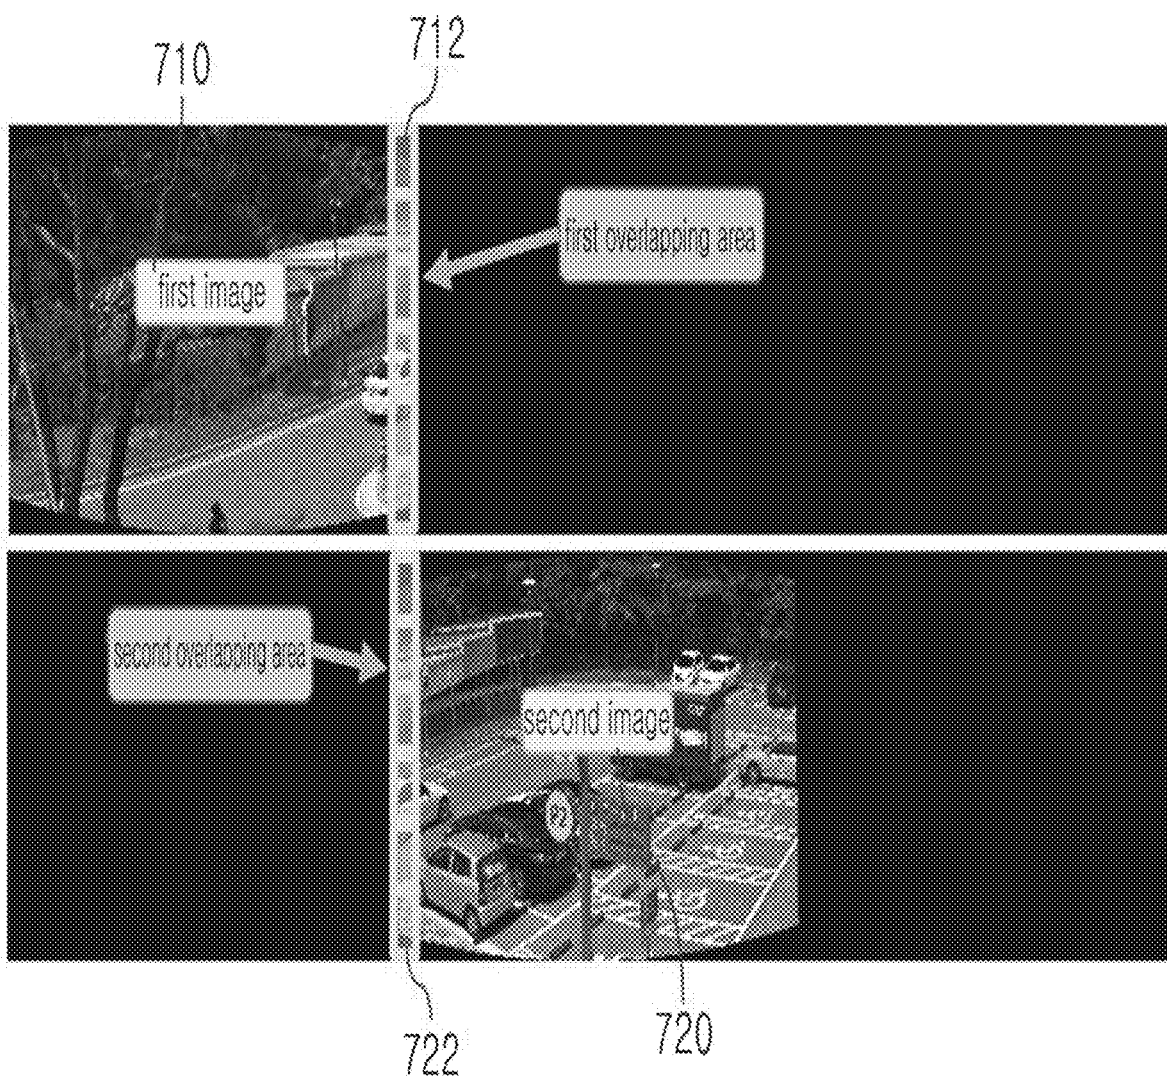 712
710
first overlapping area
first image
second overlapping area
second image
722
720